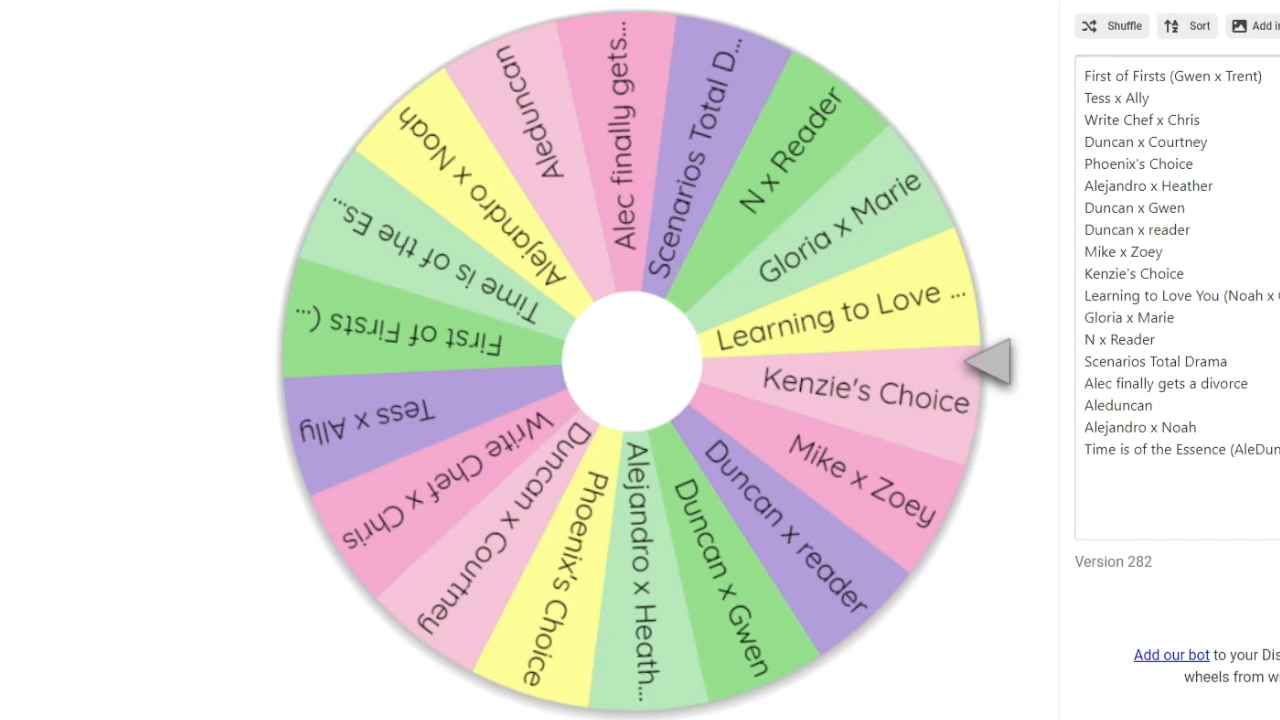 Alec finally gets...
Scenarios Total D...
N x Reader
Gloria x Marie
Learning to Love ...
Kenzie's Choice
Mike x Zoey
Duncan x reader
Duncan x Gwen
Alejandro x Heath...
Phoenix's Choice
Duncan x Courtney
Write Chef x Chris
Tess x Ally
First of Firsts (...
Time is of the Es...
Alejandro x Noah
Aleduncan
Shuffle
Sort
Add i
First of Firsts (Gwen x Trent)
Tess x Ally
Write Chef x Chris
Duncan x Courtney
Phoenix's Choice
Alejandro x Heather
Duncan x Gwen
Duncan x reader
Mike x Zoey
Kenzie's Choice
Learning to Love You (Noah x
Gloria x Marie
N x Reader
Scenarios Total Drama
Alec finally gets a divorce
Aleduncan
Alejandro x Noah
Time is of the Essence (AleDun
Version 282
Add our bot to your Dis
wheels from w